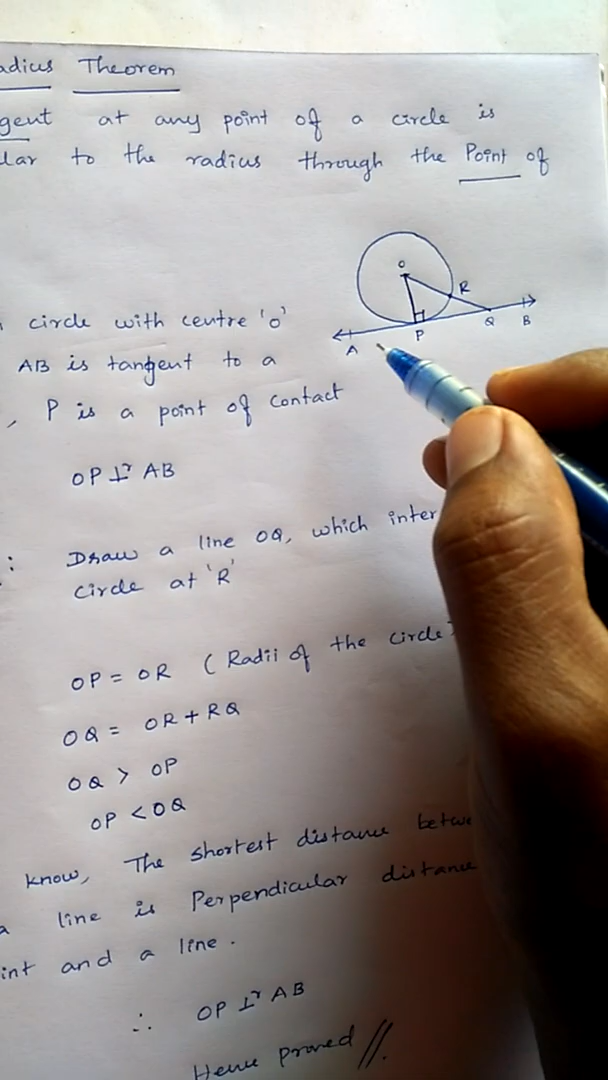 adius Theorem
gent at any point of a circle is
lar to the radius through the Point of
O
R
A P Q B
circle with centre 'O'
AB is tangent to a
, P is a point of contact
OP ⊥r AB
: Draw a line OQ, which inter
circle at 'R'
OP = OR ( Radii of the circle )
OQ = OR + RQ
OQ > OP
OP < OQ
know, The shortest distance betwe
a line is Perpendicular distance
int and a line .
∴ OP ⊥r AB
Hence proved //.